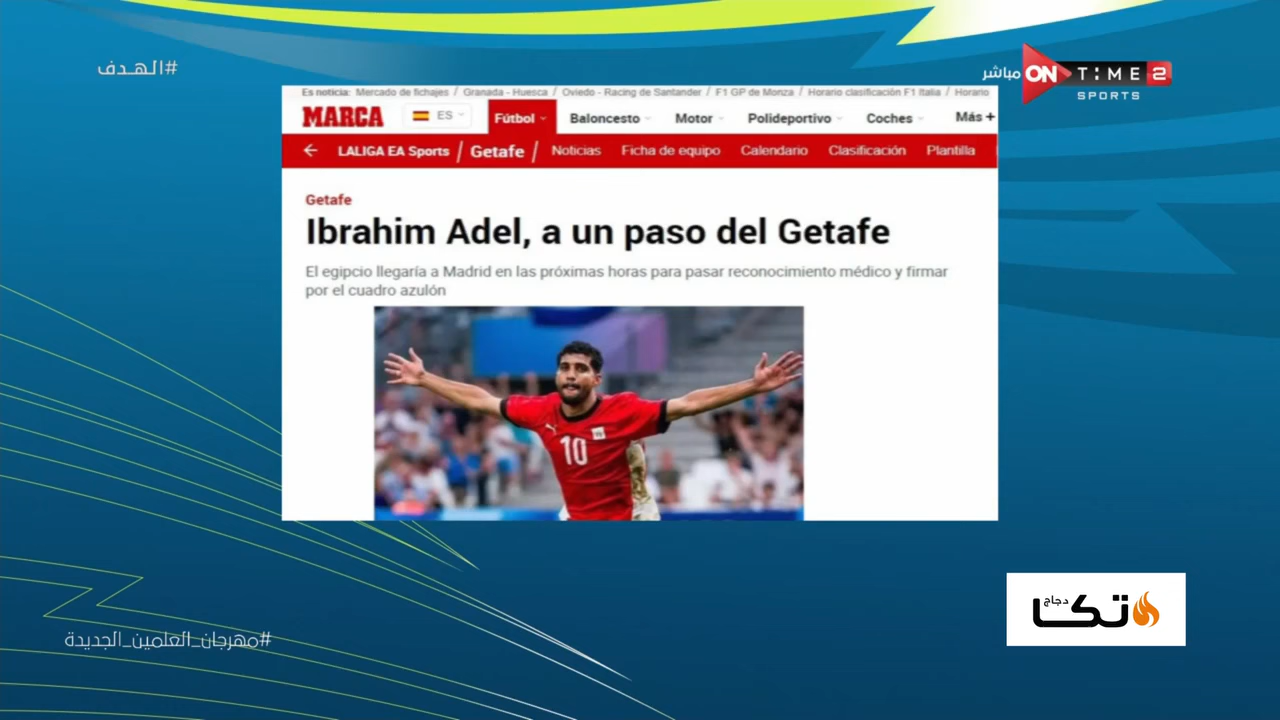 #الهدف
مباشر ON TIME 2
SPORTS
Es noticia: Mercado de fichajes / Granada - Huesca / Oviedo - Racing de Santander / F1 GP de Monza / Horario clasificación F1 Italia / Horario
MARCA ES Fútbol Baloncesto Motor Polideportivo Coches Más +
LALIGA EA Sports / Getafe / Noticias Ficha de equipo Calendario Clasificación Plantilla
Getafe
Ibrahim Adel, a un paso del Getafe
El egipcio llegaría a Madrid en las próximas horas para pasar reconocimiento médico y firmar
por el cuadro azulón
10
دجاج
تكا
#مهرجان_العلمين_الجديدة